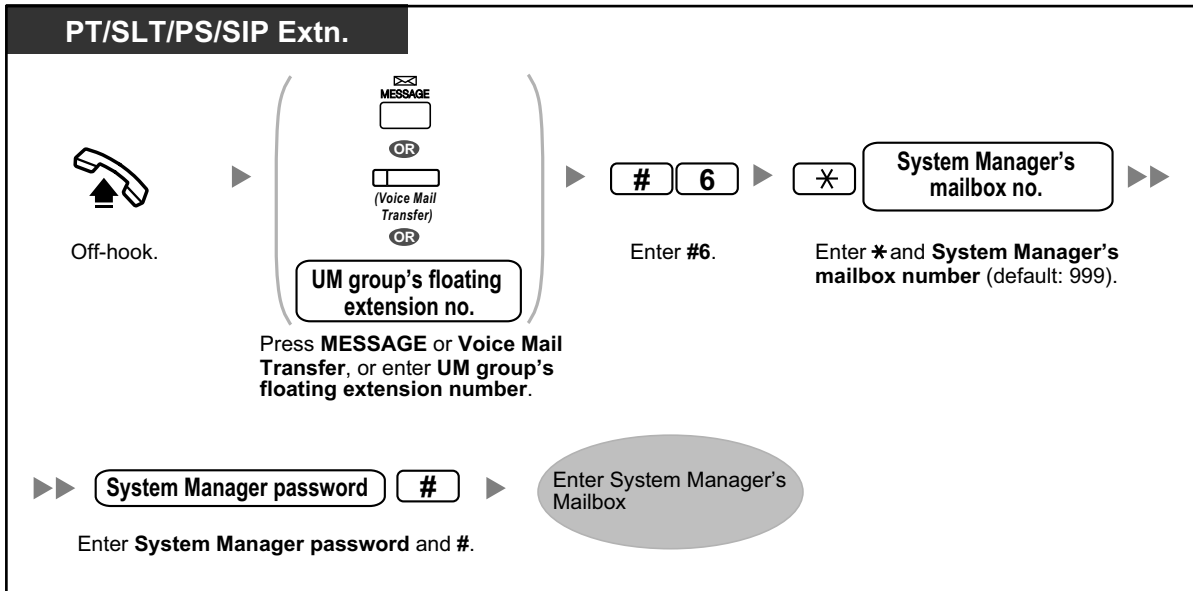 PT/SLT/PS/SIP Extn.
MESSAGE
OR
(Voice Mail
Transfer)
OR
UM group's floating
extension no.
# 6
* System Manager's
mailbox no.
Off-hook.
Press MESSAGE or Voice Mail
Transfer, or enter UM group's
floating extension number.
Enter #6.
Enter * and System Manager's
mailbox number (default: 999).
System Manager password #
Enter System Manager password and #.
Enter System Manager's
Mailbox